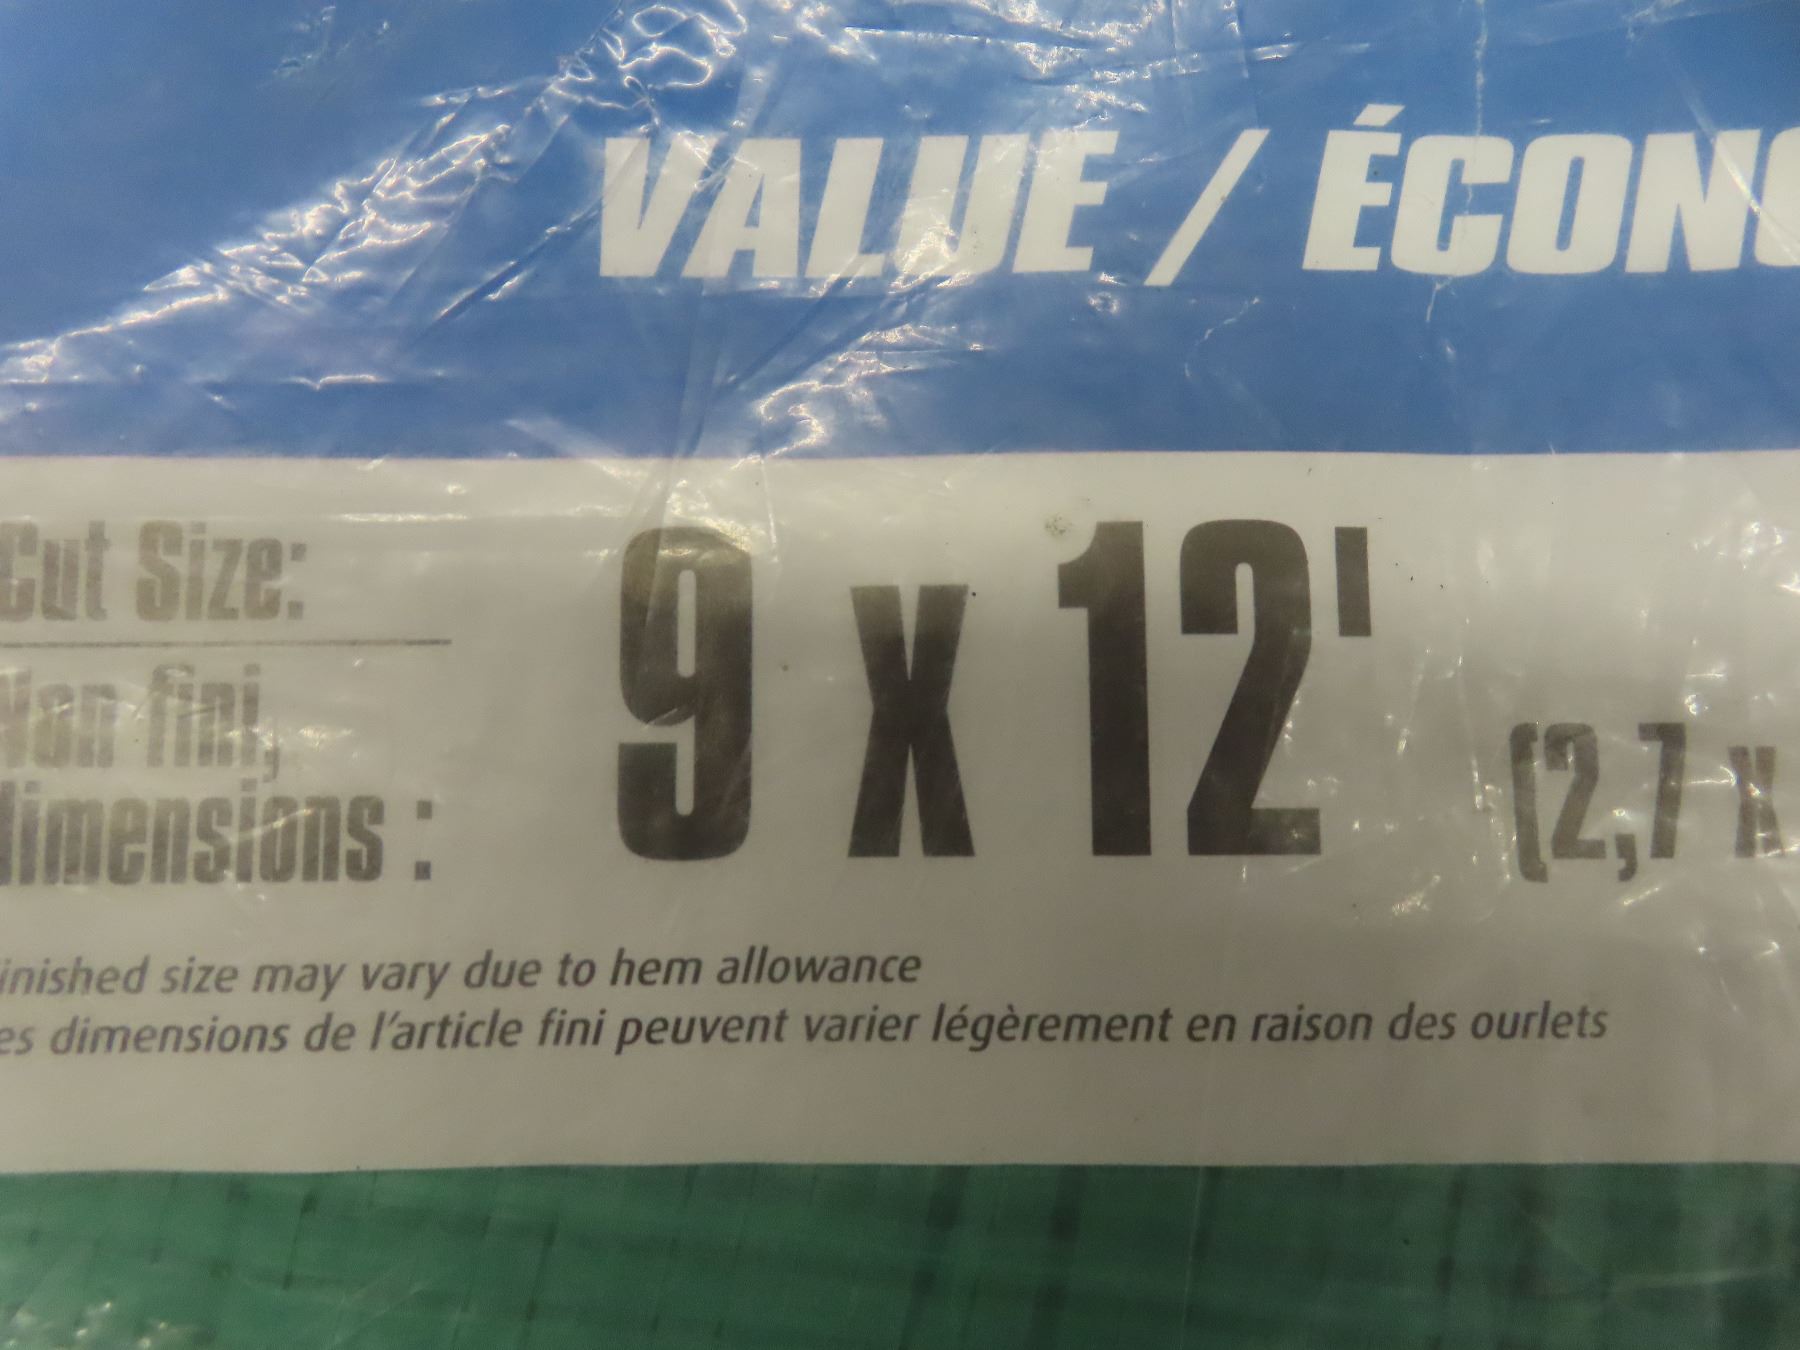 VALUE / ÉCONO
Cut Size:
Non fini,
dimensions :
9 x 12'
(2,7 x
inished size may vary due to hem allowance
es dimensions de l'article fini peuvent varier légèrement en raison des ourlets